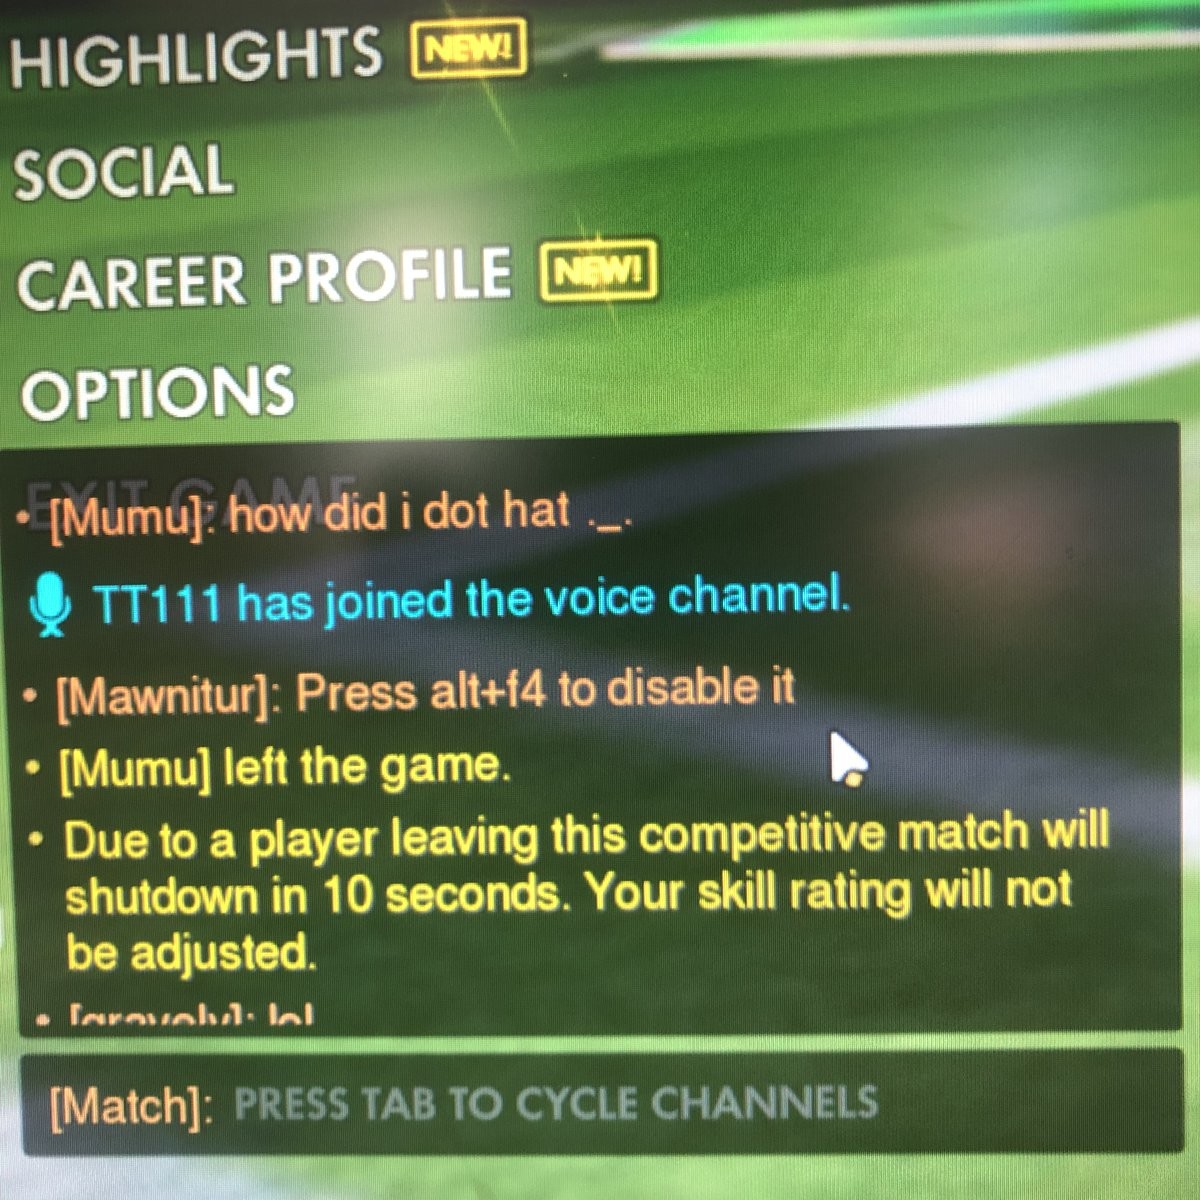 HIGHLIGHTS NEW!
SOCIAL
CAREER PROFILE NEW!
OPTIONS
EXIT GAME
• [Mumu]: how did i dot hat ._.
TT111 has joined the voice channel.
• [Mawnitur]: Press alt+f4 to disable it
• [Mumu] left the game.
• Due to a player leaving this competitive match will
shutdown in 10 seconds. Your skill rating will not
be adjusted.
lol
[Match]: PRESS TAB TO CYCLE CHANNELS